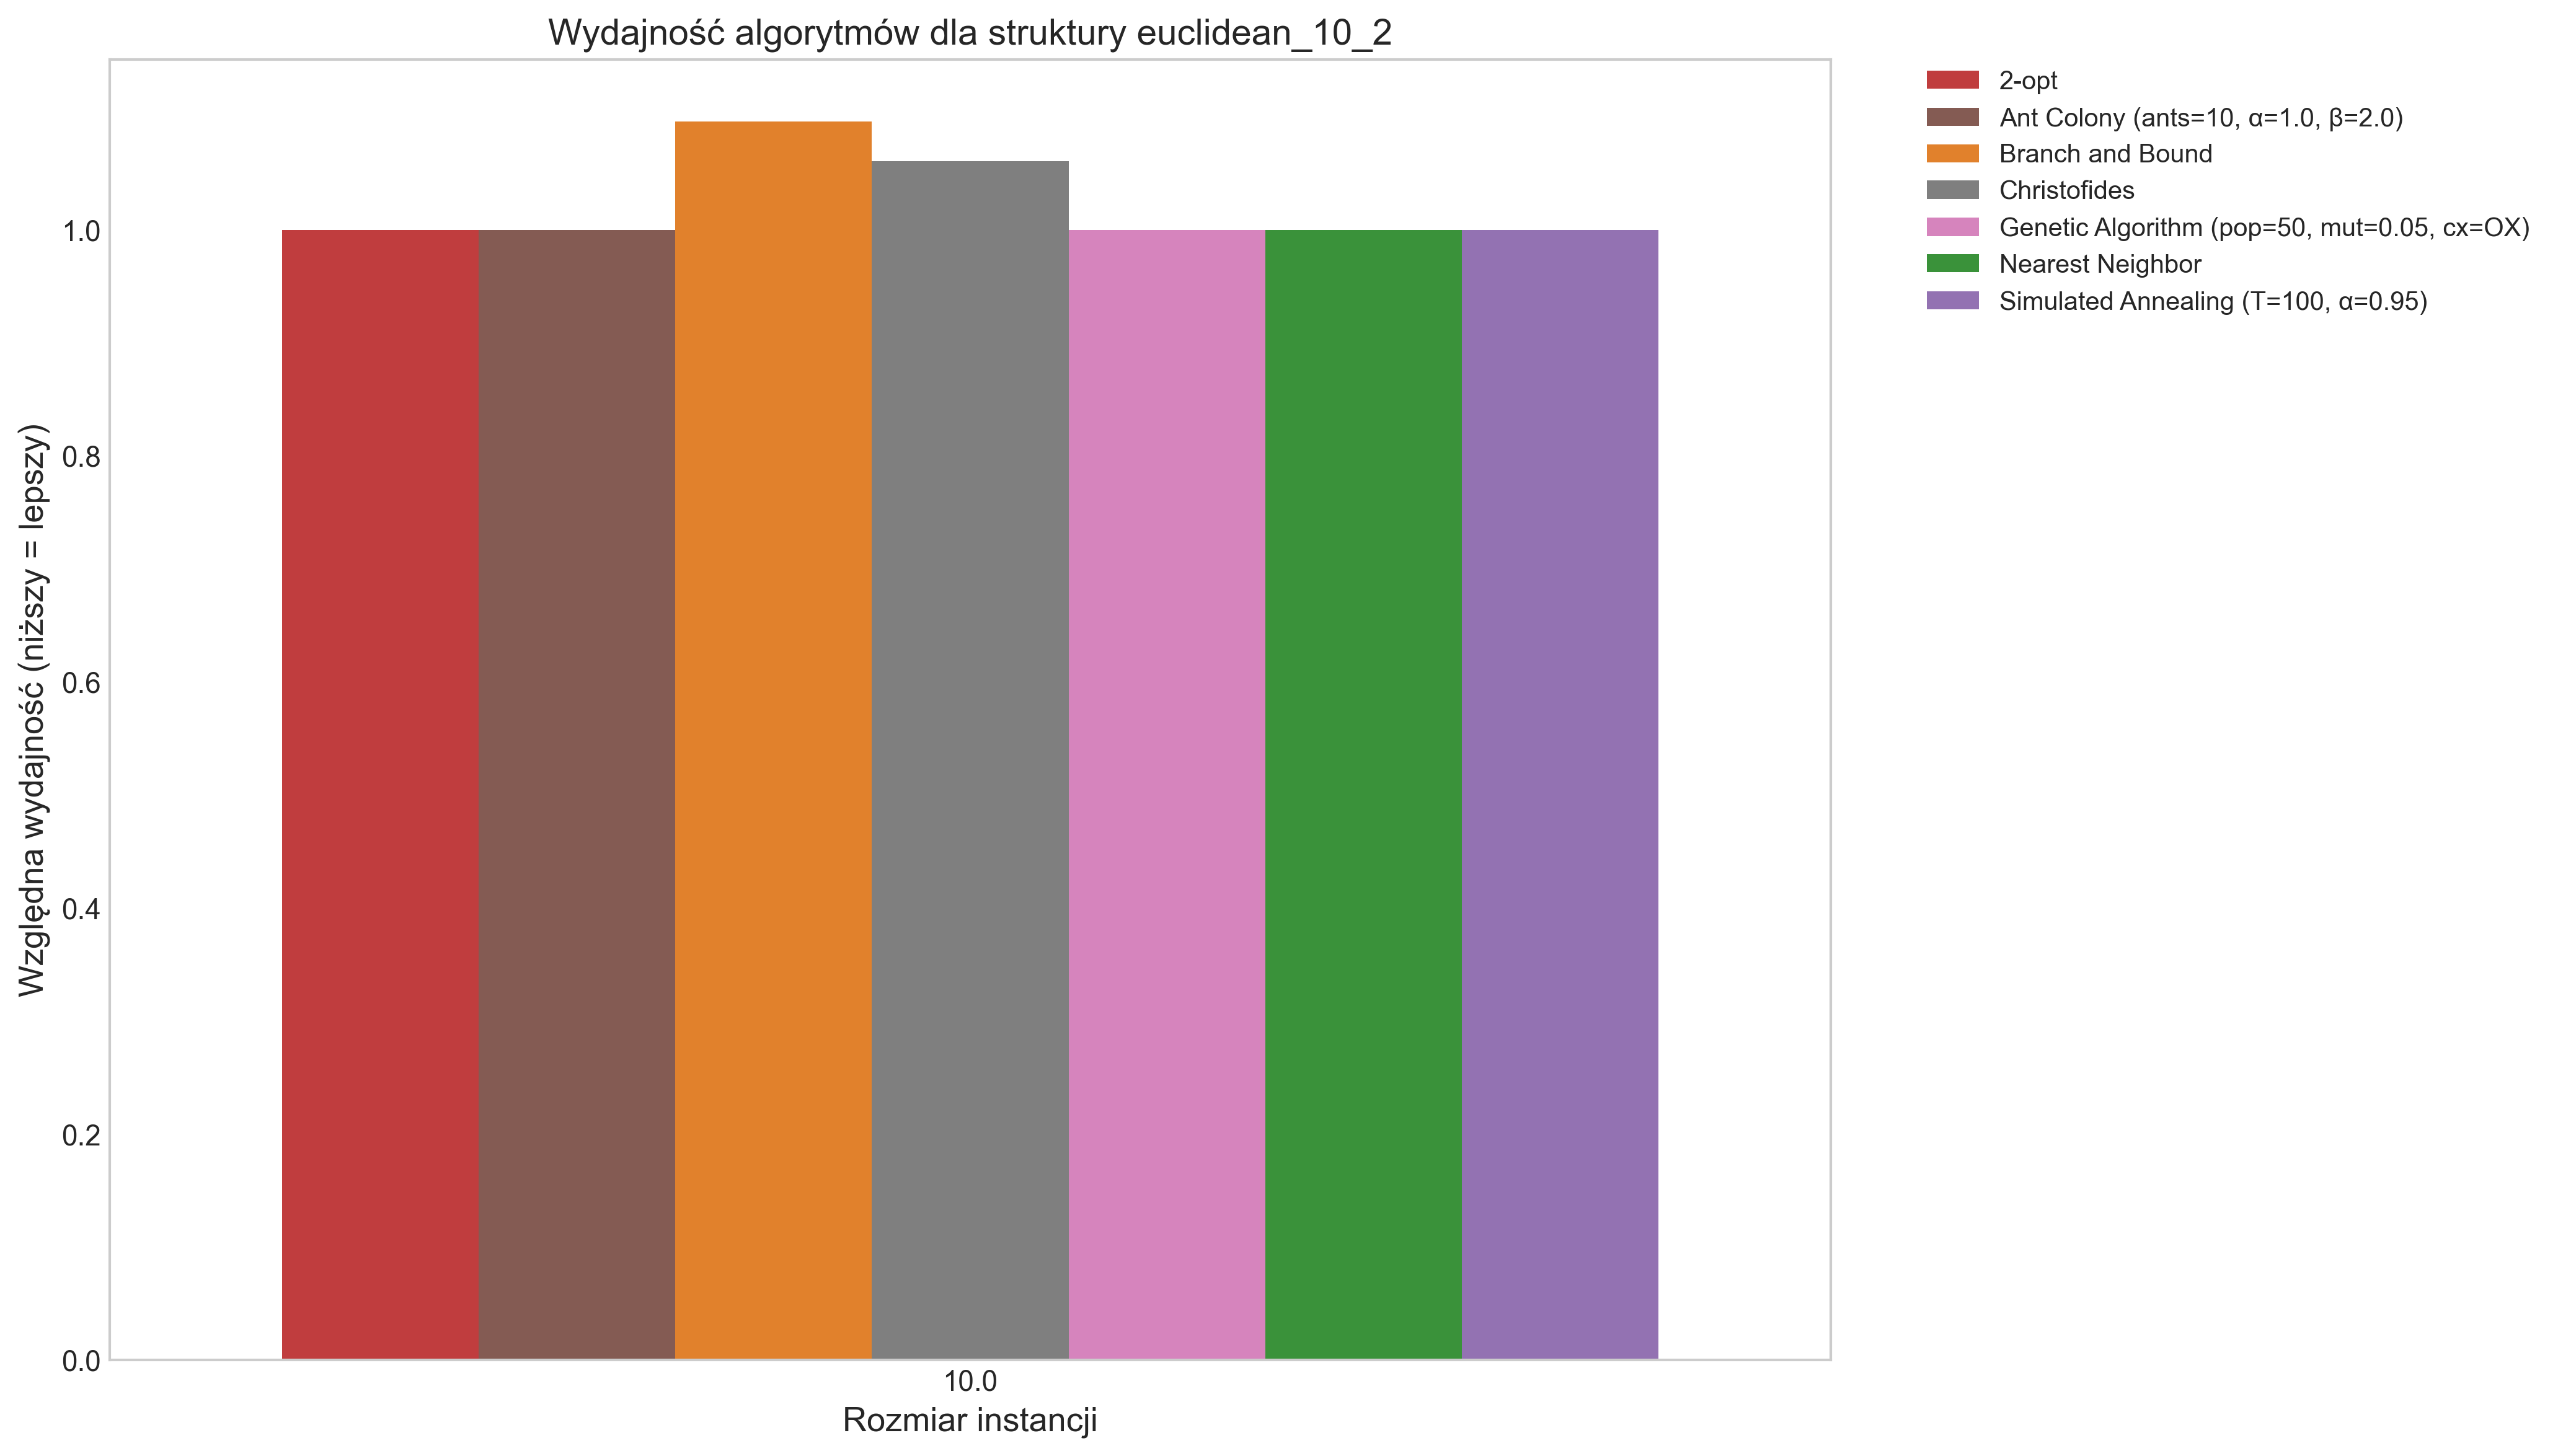 Wydajność algorytmów dla struktury euclidean_10_2
2-opt
Ant Colony (ants=10, α=1.0, β=2.0)
Branch and Bound
Christofides
Genetic Algorithm (pop=50, mut=0.05, cx=OX)
Nearest Neighbor
Simulated Annealing (T=100, α=0.95)
Względna wydajność (niższy = lepszy)
1.0
0.8
0.6
0.4
0.2
0.0
10.0
Rozmiar instancji